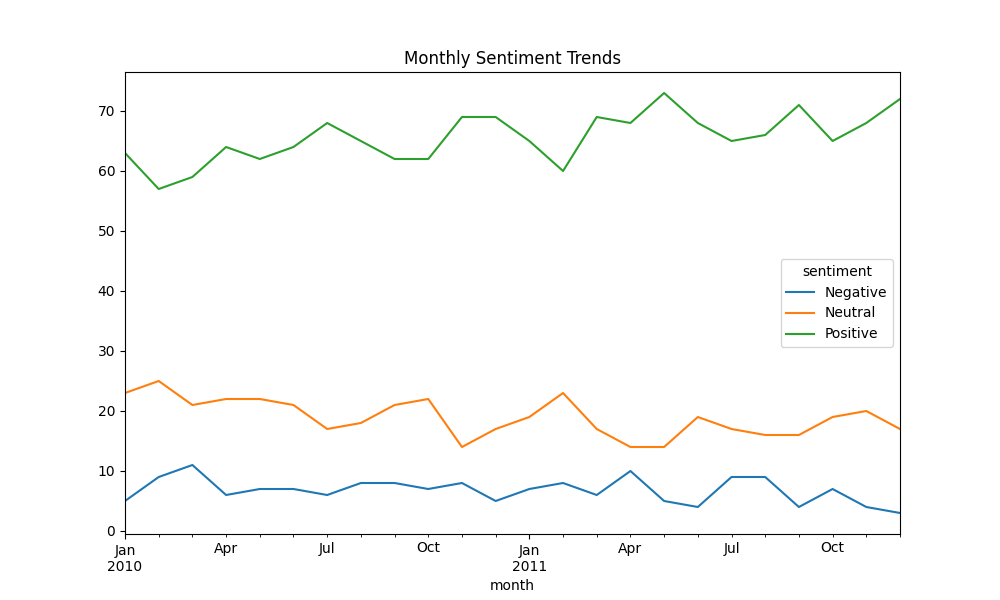 Monthly Sentiment Trends
70
60
50
40
30
20
10
0
sentiment
Negative
Neutral
Positive
Jan Apr Jul Oct Jan Apr Jul Oct
2010 2011
month